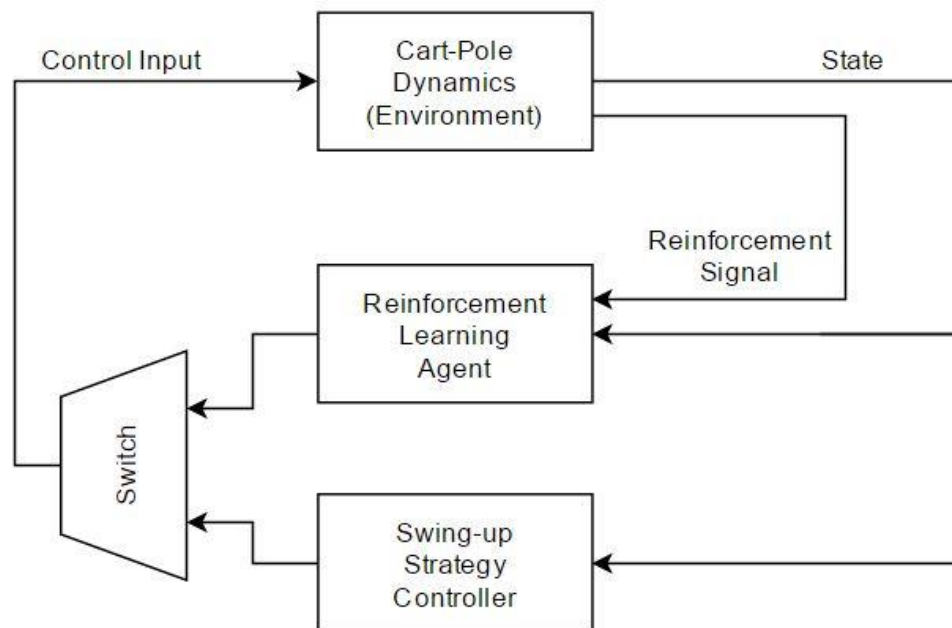 Control Input
Cart-Pole
Dynamics
(Environment)
State
Reinforcement
Signal
Reinforcement
Learning
Agent
Switch
Swing-up
Strategy
Controller